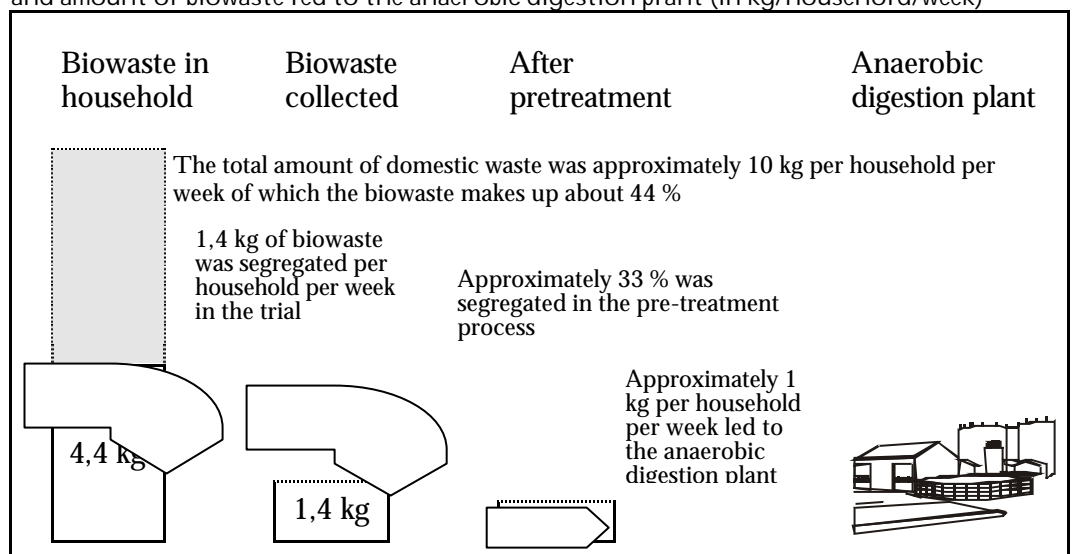 and amount of biowaste fed to the anaerobic digestion plant (in kg/household/week)
Biowaste in
household
Biowaste
collected
After
pretreatment
Anaerobic
digestion plant
The total amount of domestic waste was approximately 10 kg per household per
week of which the biowaste makes up about 44 %
1,4 kg of biowaste
was segregated per
household per week
in the trial
Approximately 33 % was
segregated in the pre-treatment
process
Approximately 1
kg per household
per week led to
the anaerobic
digestion plant
4,4 kg
1,4 kg